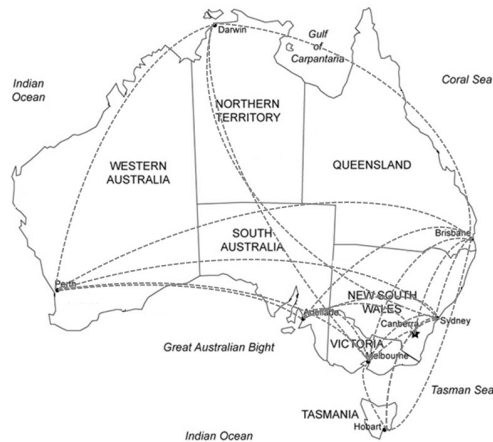 Darwin
Gulf
of
Carpantaria
Indian
Ocean
Coral Sea
NORTHERN
TERRITORY
WESTERN
AUSTRALIA
QUEENSLAND
SOUTH
AUSTRALIA
Brisbane
Perth
NEW SOUTH
WALES
Adelaide
Canberra
Sydney
VICTORIA
Great Australian Bight
Melbourne
Tasman Sea
TASMANIA
Hobart
Indian Ocean